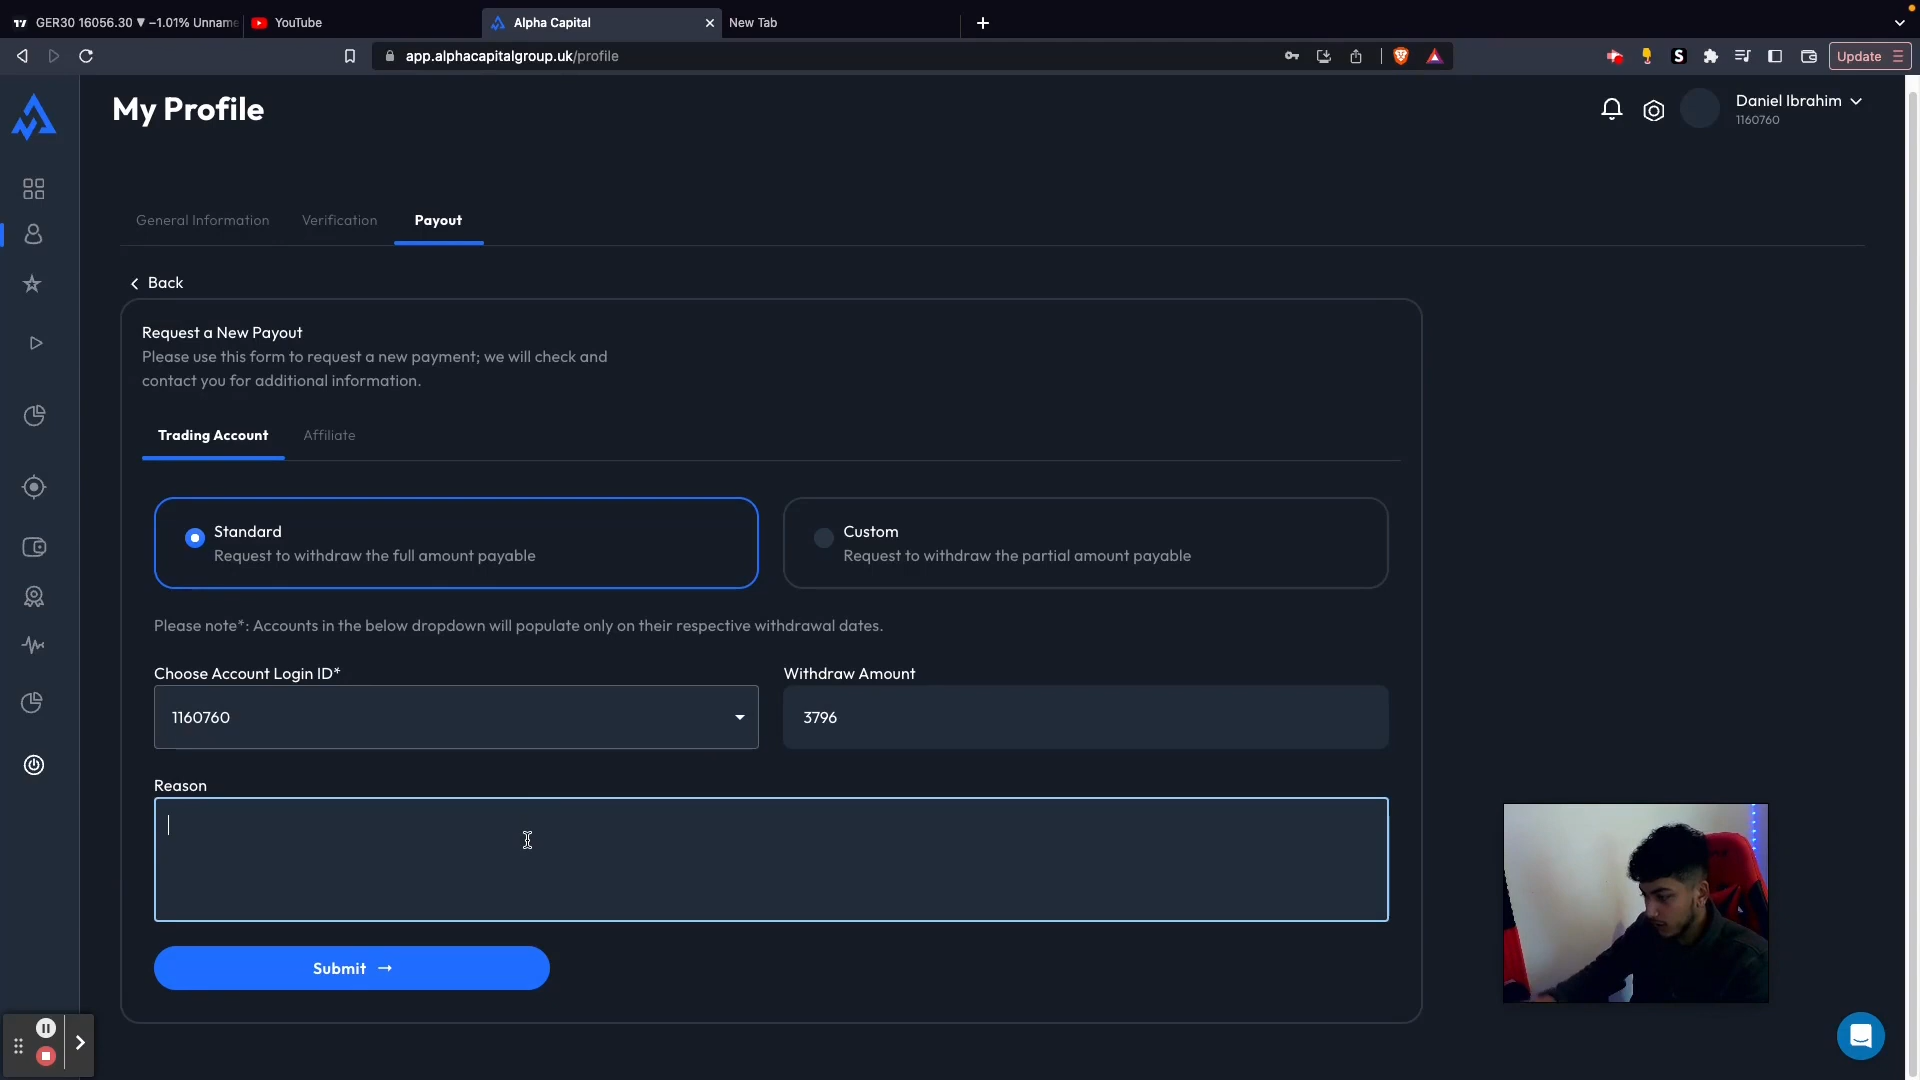 GER30 16056.30 ▼ −1.01% Unname
YouTube
Alpha Capital
New Tab
app.alphacapitalgroup.uk/profile
Update
My Profile
Daniel Ibrahim
1160760
General Information
Verification
Payout
Back
Request a New Payout
Please use this form to request a new payment; we will check and
contact you for additional information.
Trading Account
Affiliate
Standard
Request to withdraw the full amount payable
Custom
Request to withdraw the partial amount payable
Please note*: Accounts in the below dropdown will populate only on their respective withdrawal dates.
Choose Account Login ID*
Withdraw Amount
1160760
3796
Reason
Submit →